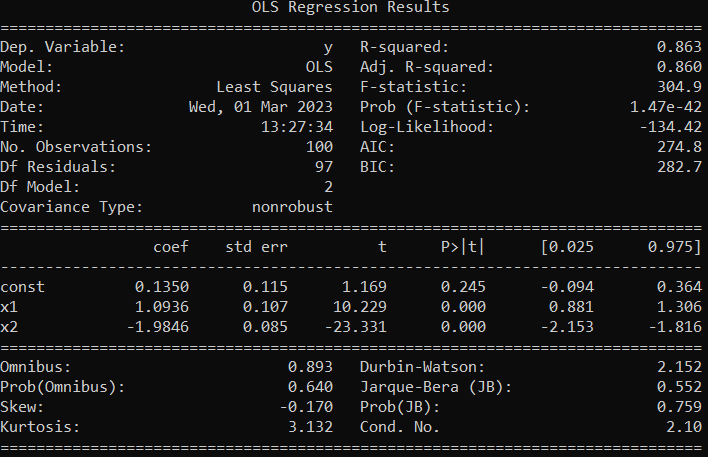 OLS Regression Results
==============================================================================
Dep. Variable:                      y   R-squared:                       0.863
Model:                            OLS   Adj. R-squared:                  0.860
Method:                 Least Squares   F-statistic:                     304.9
Date:                Wed, 01 Mar 2023   Prob (F-statistic):           1.47e-42
Time:                        13:27:34   Log-Likelihood:                -134.42
No. Observations:                 100   AIC:                             274.8
Df Residuals:                      97   BIC:                             282.7
Df Model:                           2
Covariance Type:            nonrobust
==============================================================================
                 coef    std err          t      P>|t|      [0.025      0.975]
------------------------------------------------------------------------------
const          0.1350      0.115      1.169      0.245      -0.094       0.364
x1             1.0936      0.107     10.229      0.000       0.881       1.306
x2            -1.9846      0.085    -23.331      0.000      -2.153      -1.816
==============================================================================
Omnibus:                        0.893   Durbin-Watson:                   2.152
Prob(Omnibus):                  0.640   Jarque-Bera (JB):                0.552
Skew:                          -0.170   Prob(JB):                        0.759
Kurtosis:                       3.132   Cond. No.                         2.10
==============================================================================